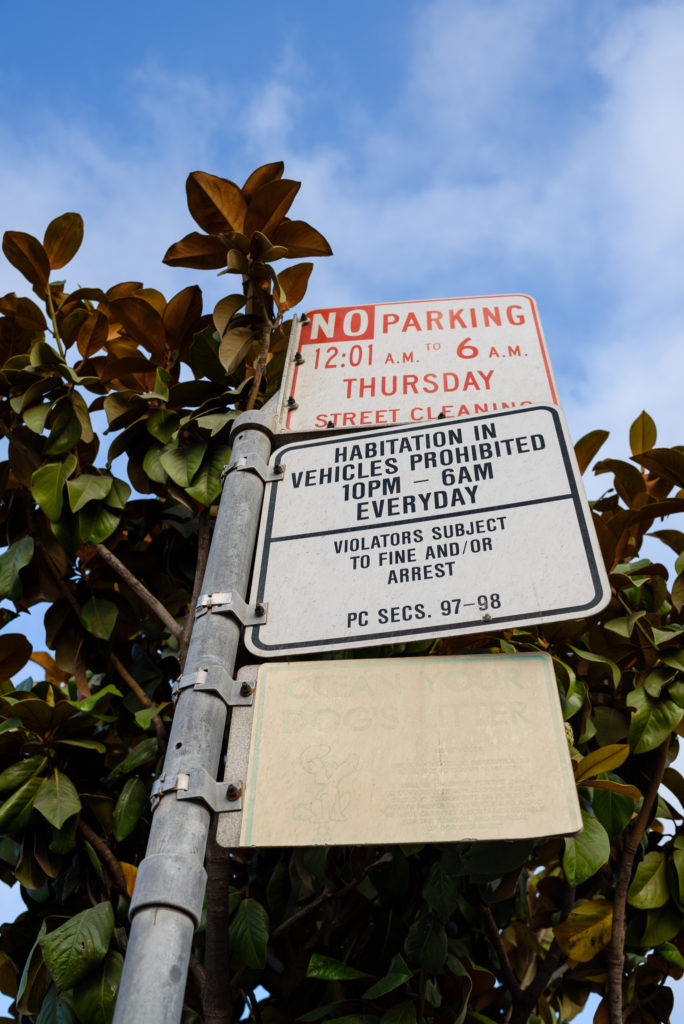 NO PARKING
12:01 A.M. TO 6 A.M.
THURSDAY
STREET CLEANING
HABITATION IN
VEHICLES PROHIBITED
10PM – 6AM
EVERYDAY
VIOLATORS SUBJECT
TO FINE AND/OR
ARREST
PC SECS. 97-98
CLEAN YOUR
DOG'S LITTER